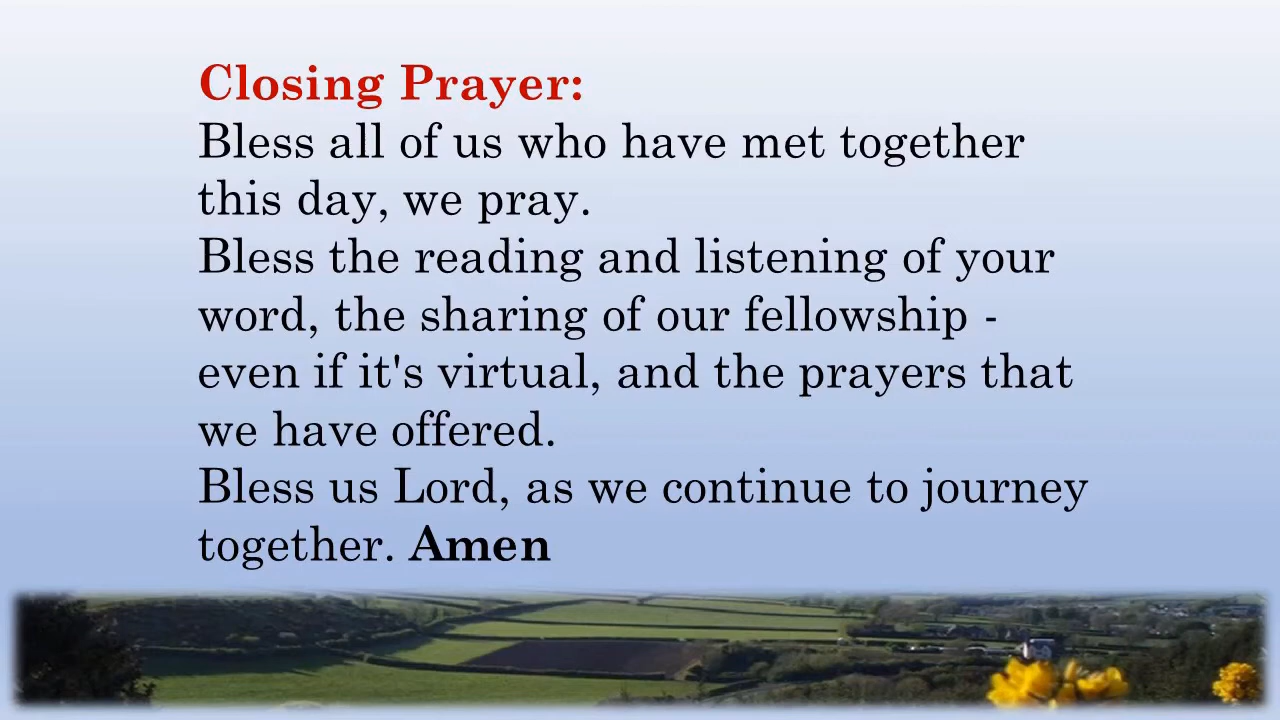 Closing Prayer:
Bless all of us who have met together
this day, we pray.
Bless the reading and listening of your
word, the sharing of our fellowship -
even if it's virtual, and the prayers that
we have offered.
Bless us Lord, as we continue to journey
together. Amen